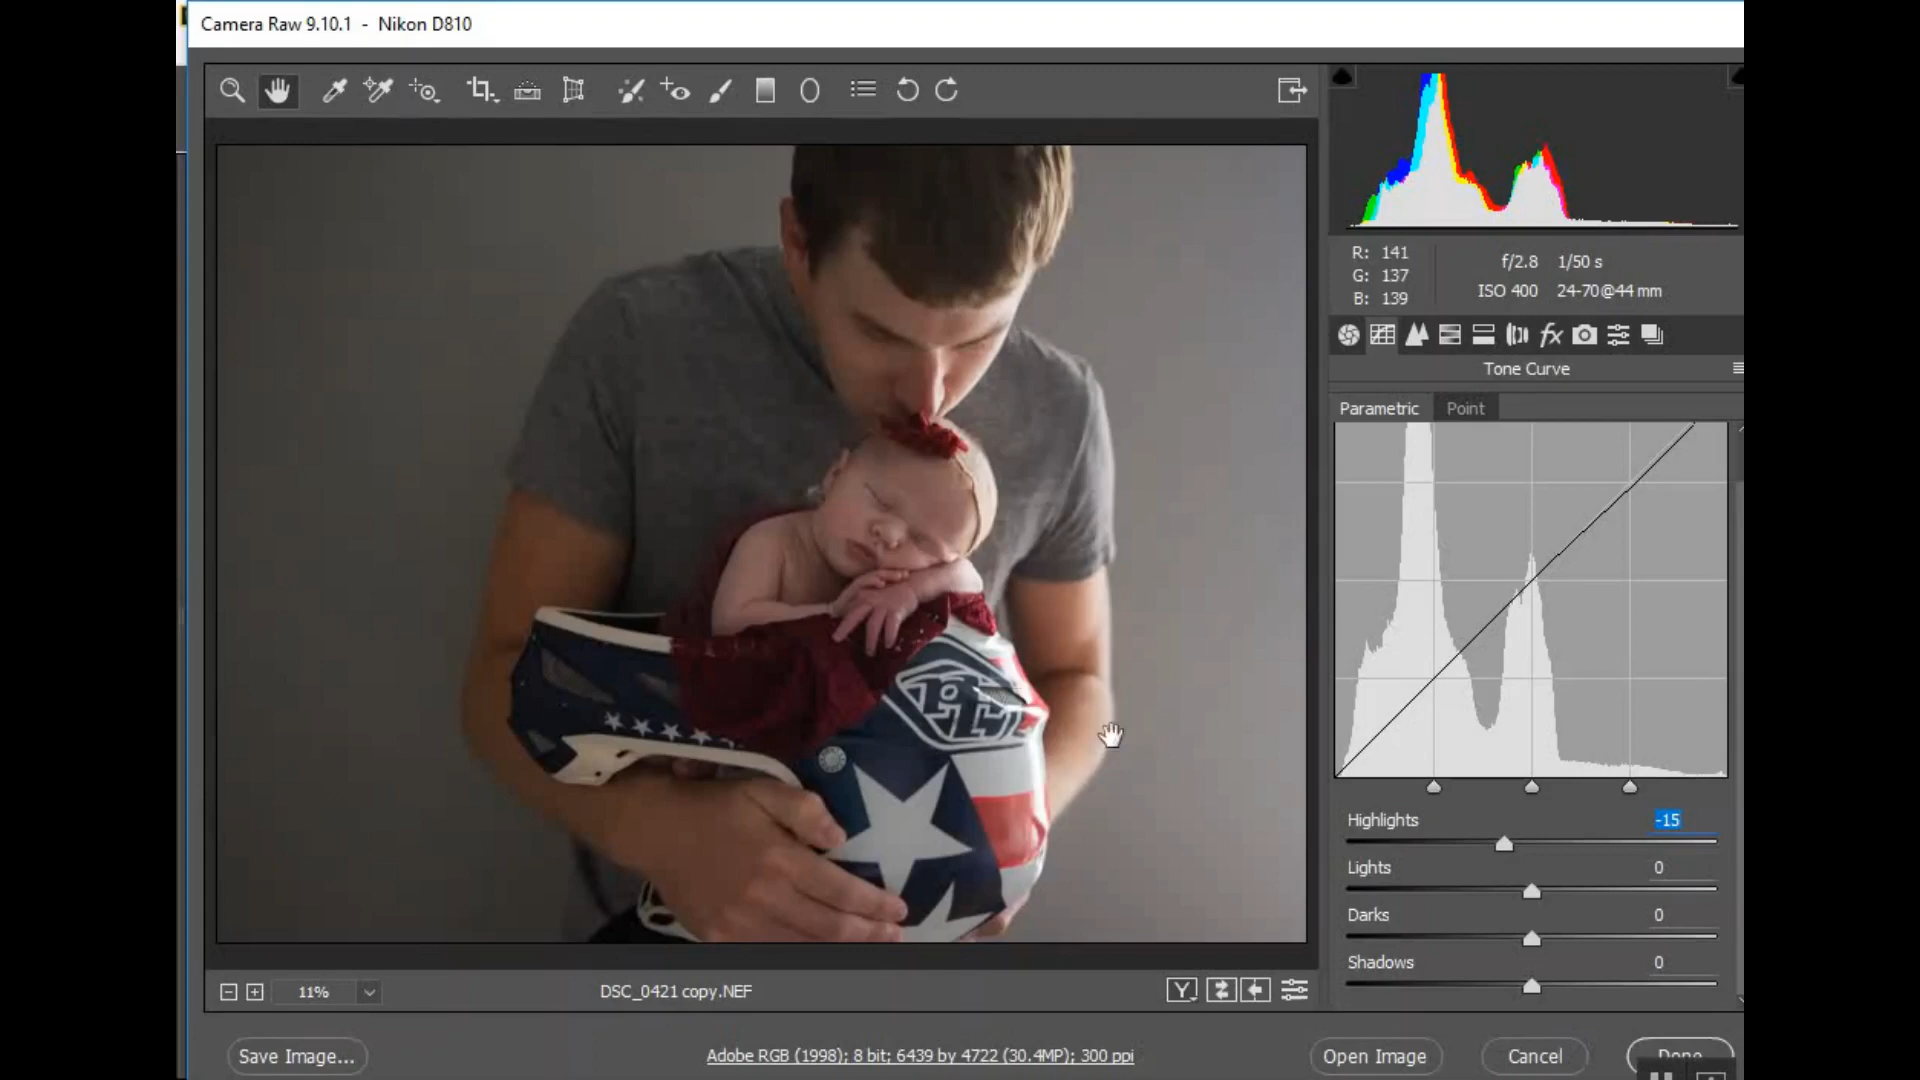 Camera Raw 9.10.1 - Nikon D810
R: 141
G: 137
B: 139
f/2.8 1/50 s
ISO 400 24-70@44 mm
fx
Tone Curve
Parametric Point
Highlights -15
Lights 0
Darks 0
Shadows 0
11%
DSC_0421 copy.NEF
Y
Save Image...
Adobe RGB (1998); 8 bit; 6439 by 4722 (30.4MP); 300 ppi
Open Image
Cancel
Done